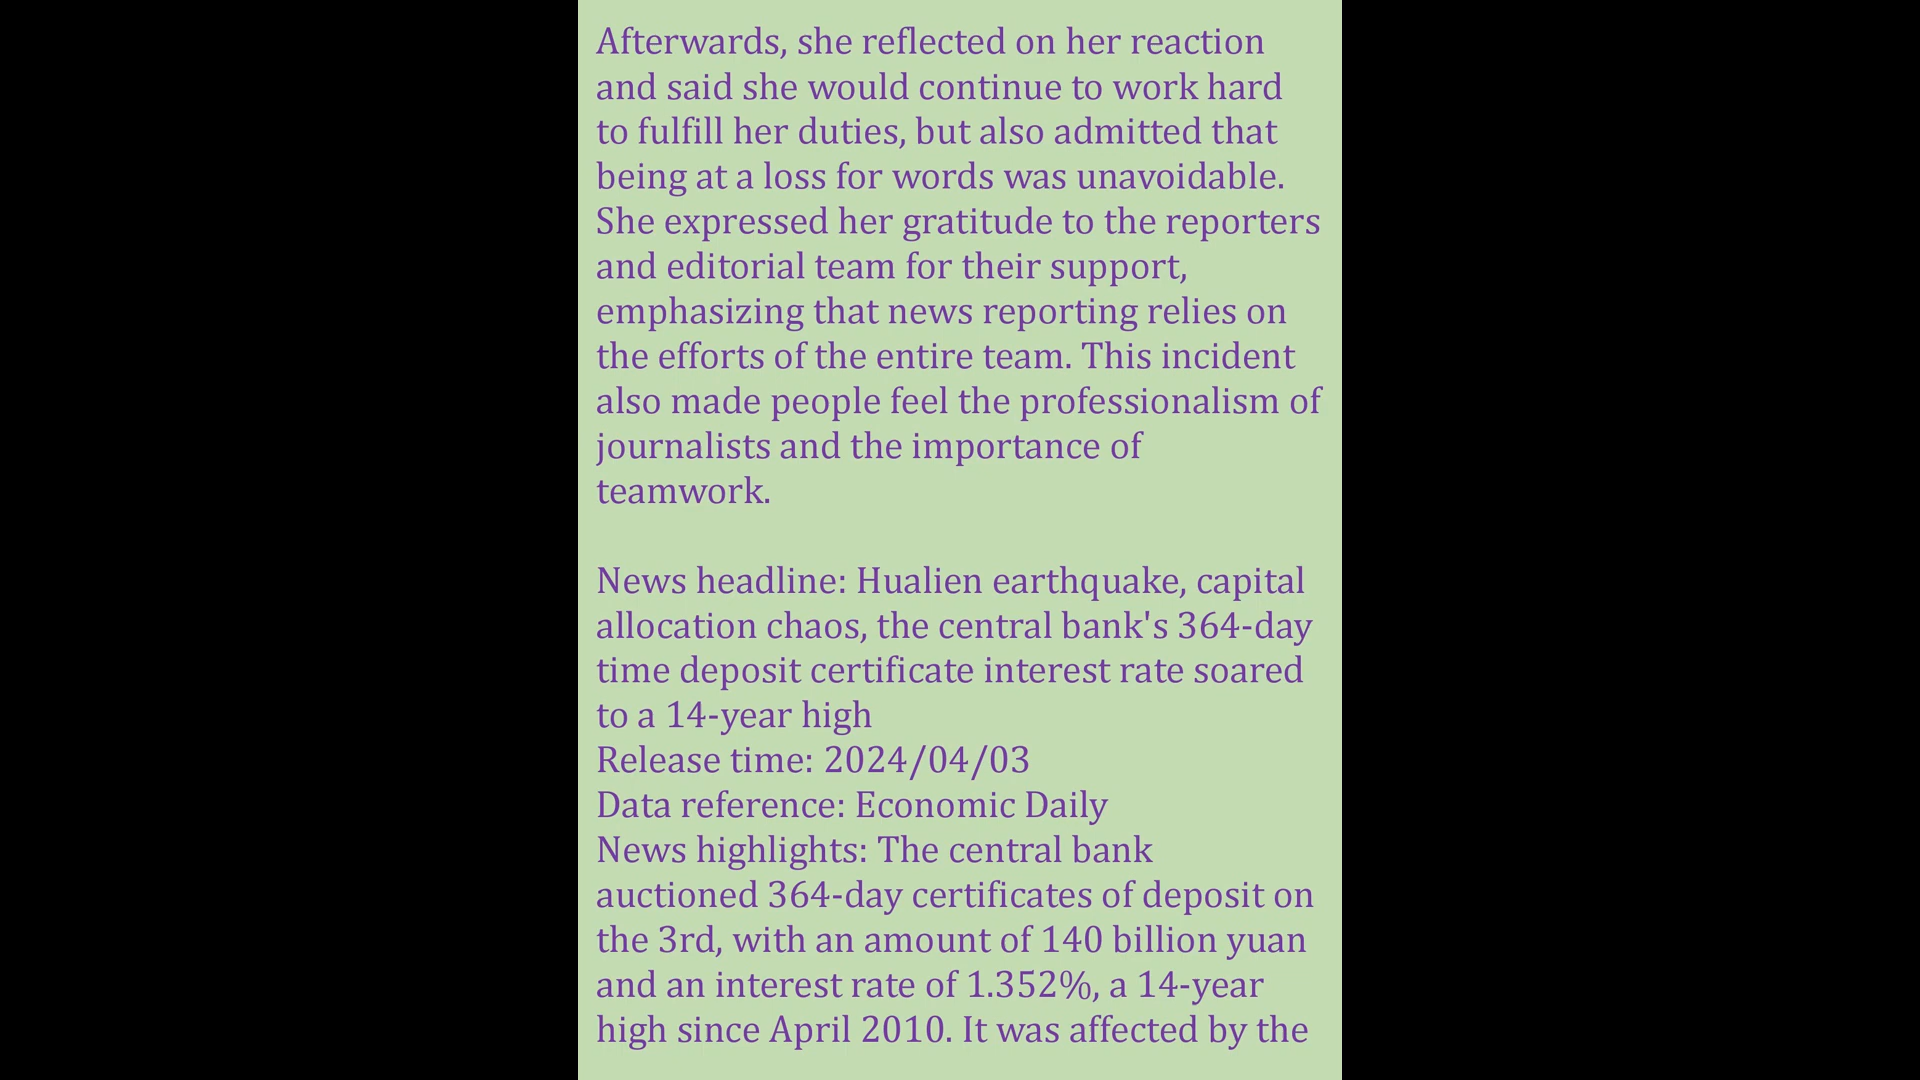 Afterwards, she reflected on her reaction
and said she would continue to work hard
to fulfill her duties, but also admitted that
being at a loss for words was unavoidable.
She expressed her gratitude to the reporters
and editorial team for their support,
emphasizing that news reporting relies on
the efforts of the entire team. This incident
also made people feel the professionalism of
journalists and the importance of
teamwork.

News headline: Hualien earthquake, capital
allocation chaos, the central bank's 364-day
time deposit certificate interest rate soared
to a 14-year high
Release time: 2024/04/03
Data reference: Economic Daily
News highlights: The central bank
auctioned 364-day certificates of deposit on
the 3rd, with an amount of 140 billion yuan
and an interest rate of 1.352%, a 14-year
high since April 2010. It was affected by the